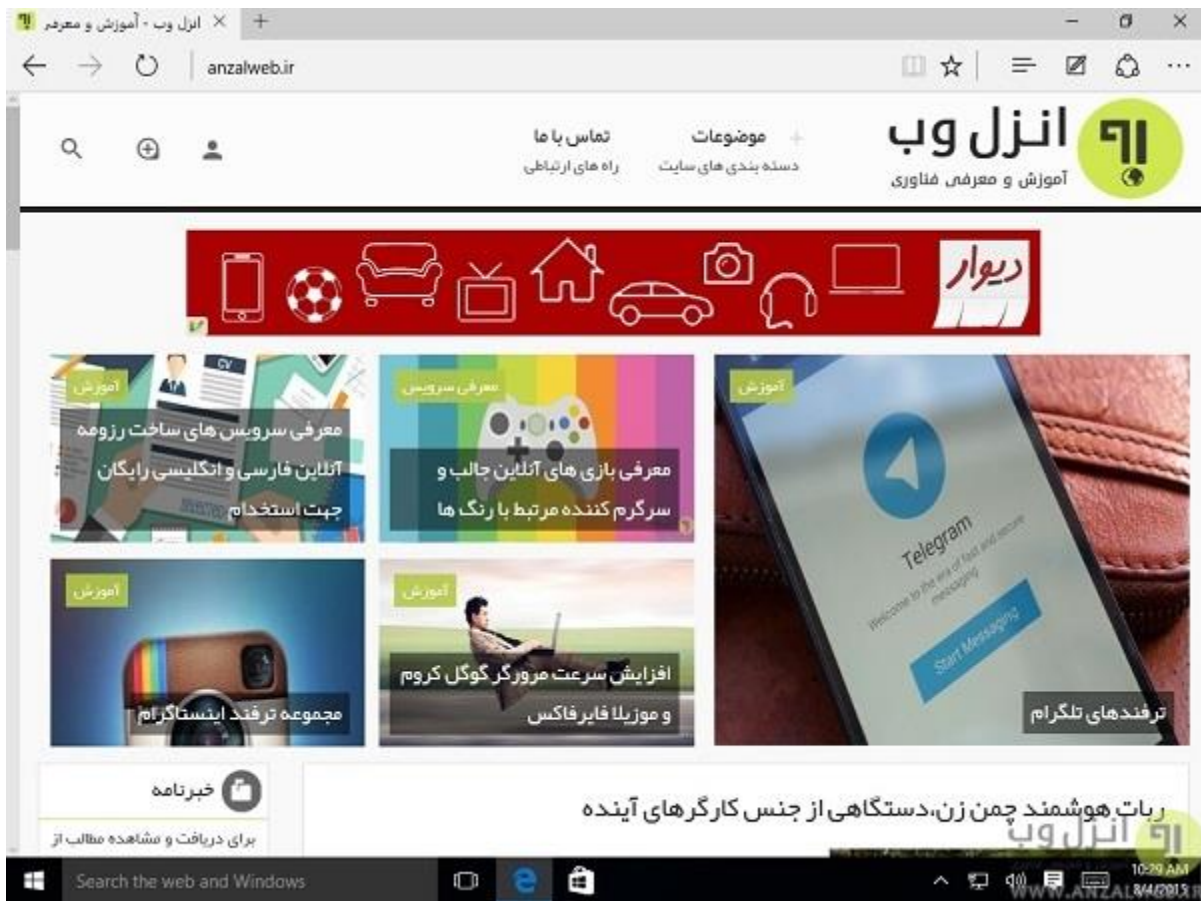 انزل وب - آموزش و معرفی
anzalweb.ir
انزل وب
آموزش و معرفی فناوری
موضوعات
دسته بندی های سایت
تماس با ما
راه های ارتباطی
دیوار
آموزش
Telegram
Welcome to the era of fast and secure
messaging
Start Messaging
ترفندهای تلگرام
معرفی سرویس
معرفی بازی های آنلاین جالب و
سرگرم کننده مرتبط با رنگ ها
آموزش
CV
معرفی سرویس های ساخت رزومه
آنلاین فارسی و انگلیسی رایگان
جهت استخدام
آموزش
افزایش سرعت مرورگر گوگل کروم
و موزیلا فایرفاکس
آموزش
مجموعه ترفند اینستاگرام
ربات هوشمند چمن زن،دستگاهی از جنس کارگرهای آینده
خبرنامه
برای دریافت و مشاهده مطالب از
انزل وب
Search the web and Windows
10:29 AM
8/4/2015
WWW.ANZALWEB.IR